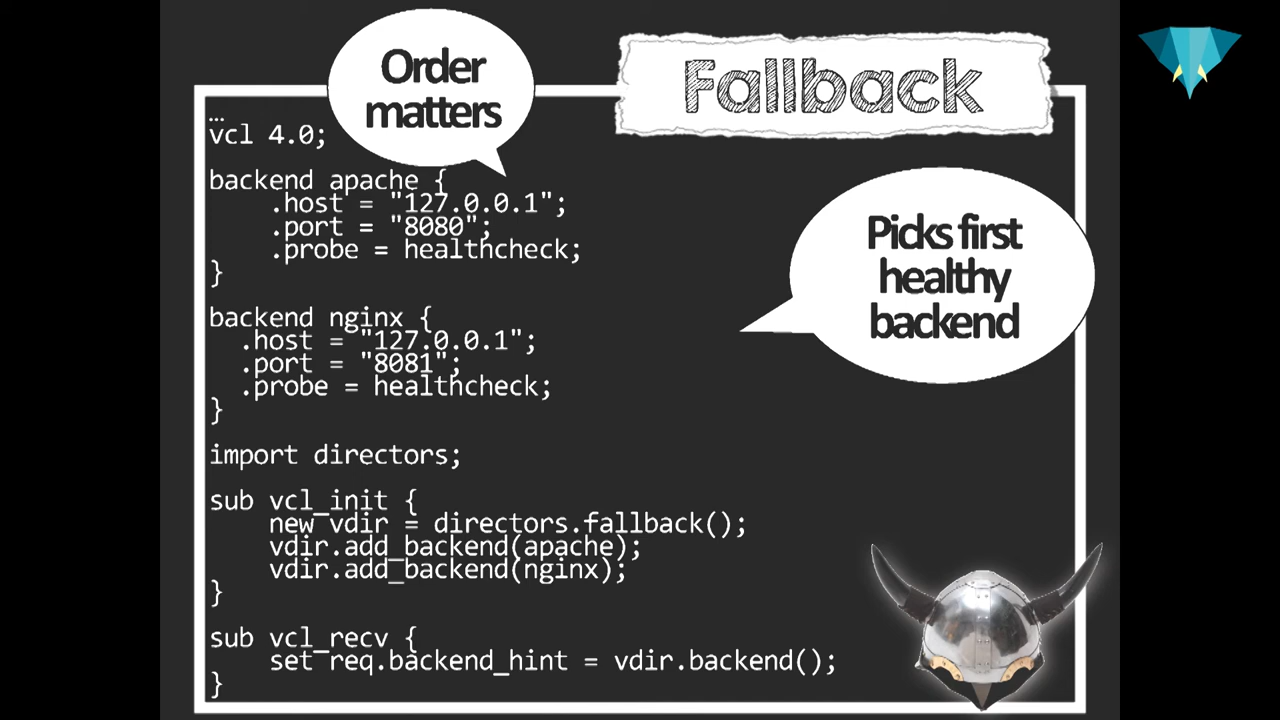 Order
matters
Fallback
…
vcl 4.0;
backend apache {
.host = "127.0.0.1";
.port = "8080";
.probe = healthcheck;
}
Picks first
healthy
backend
backend nginx {
.host = "127.0.0.1";
.port = "8081";
.probe = healthcheck;
}
import directors;
sub vcl_init {
new vdir = directors.fallback();
vdir.add_backend(apache);
vdir.add_backend(nginx);
}
sub vcl_recv {
set req.backend_hint = vdir.backend();
}